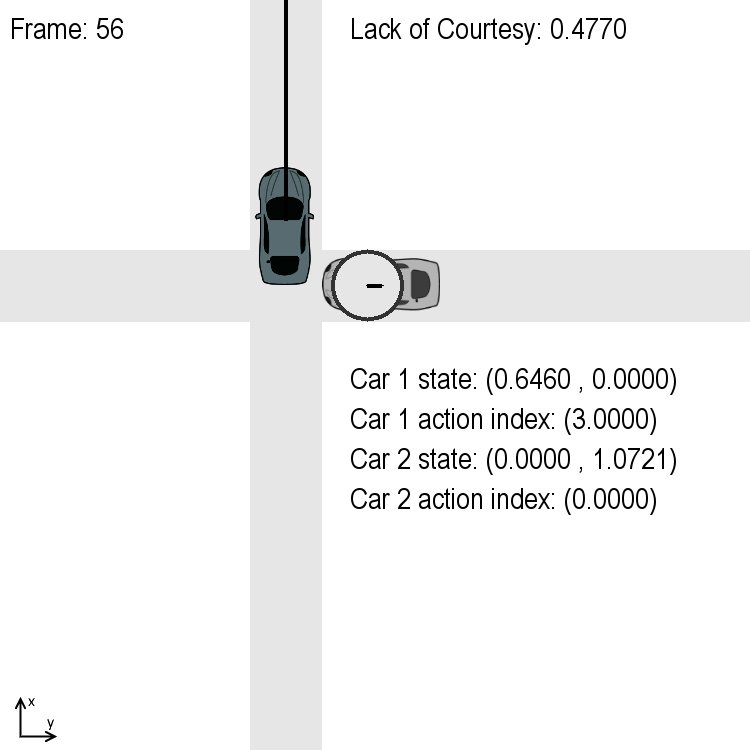 Frame: 56
Lack of Courtesy: 0.4770
Car 1 state: (0.6460 , 0.0000)
Car 1 action index: (3.0000)
Car 2 state: (0.0000 , 1.0721)
Car 2 action index: (0.0000)
x
y